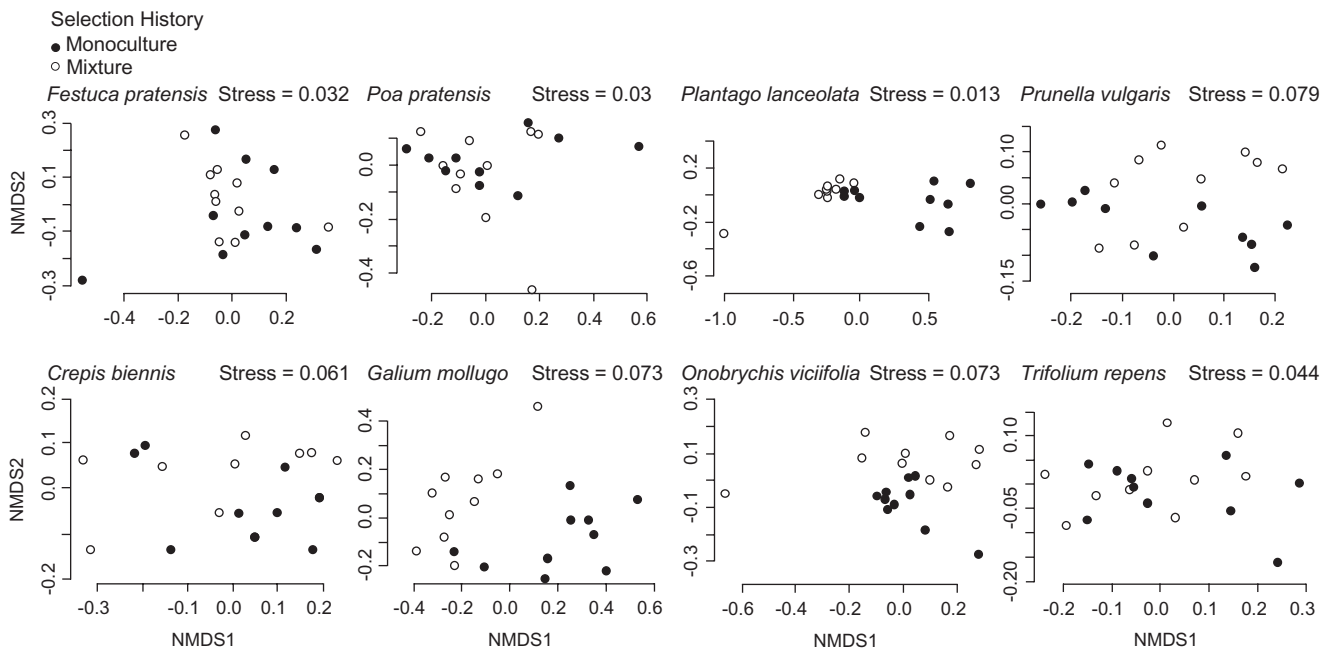 Selection History
Monoculture
Mixture
Festuca pratensis Stress = 0.032
Poa pratensis Stress = 0.03
Plantago lanceolata Stress = 0.013
Prunella vulgaris Stress = 0.079
NMDS2
0.3
0.1
-0.1
-0.3
-0.4 -0.2 0.0 0.2
0.0
-0.2
-0.4
-0.2 0.0 0.2 0.4 0.6
0.2
-0.2
-0.6
-1.0 -0.5 0.0 0.5
0.10
0.00
-0.15
-0.2 -0.1 0.0 0.1 0.2
Crepis biennis Stress = 0.061
Galium mollugo Stress = 0.073
Onobrychis viciifolia Stress = 0.073
Trifolium repens Stress = 0.044
NMDS2
0.2
0.1
0.0
-0.2
-0.3 -0.1 0.0 0.1 0.2
0.4
0.2
0.0
-0.2
-0.4 -0.2 0.0 0.2 0.4 0.6
0.3
0.1
-0.1
-0.3
-0.6 -0.4 -0.2 0.0 0.2
0.10
-0.05
-0.20
-0.2 -0.1 0.0 0.1 0.2 0.3
NMDS1 NMDS1 NMDS1 NMDS1